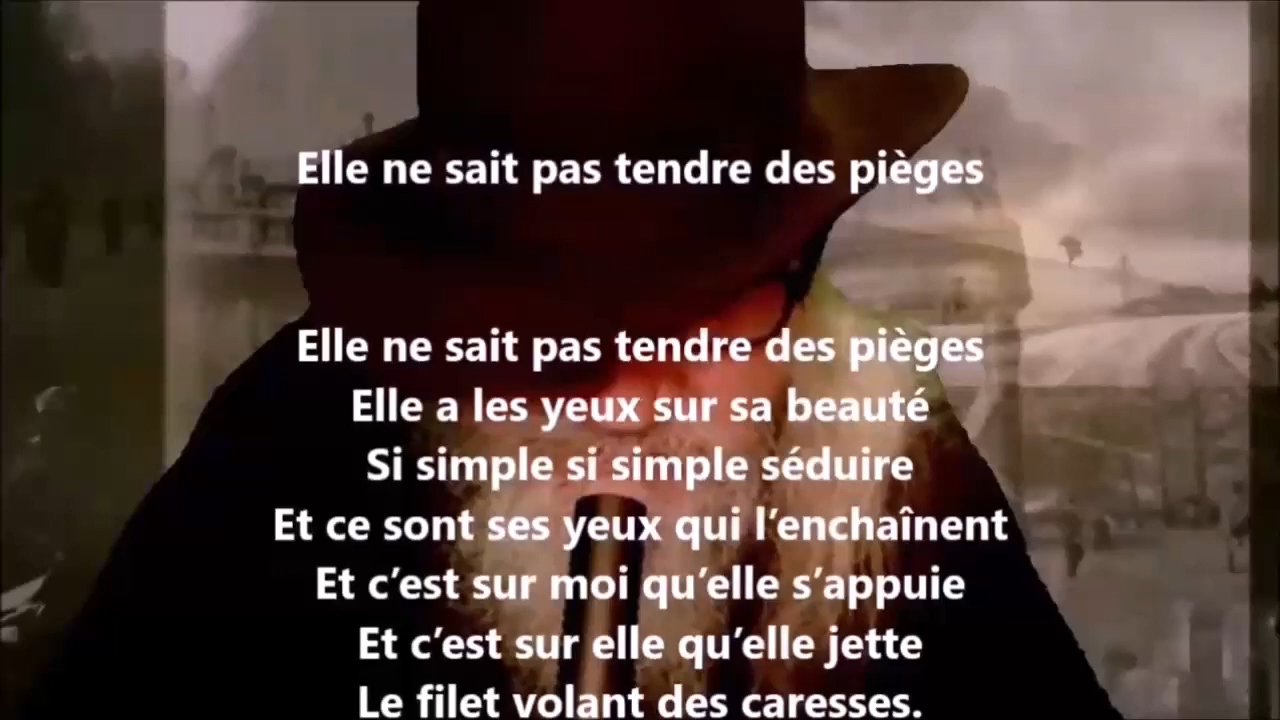 Elle ne sait pas tendre des pièges
Elle ne sait pas tendre des pièges
Elle a les yeux sur sa beauté
Si simple si simple séduire
Et ce sont ses yeux qui l’enchaînent
Et c’est sur moi qu’elle s’appuie
Et c’est sur elle qu’elle jette
Le filet volant des caresses.